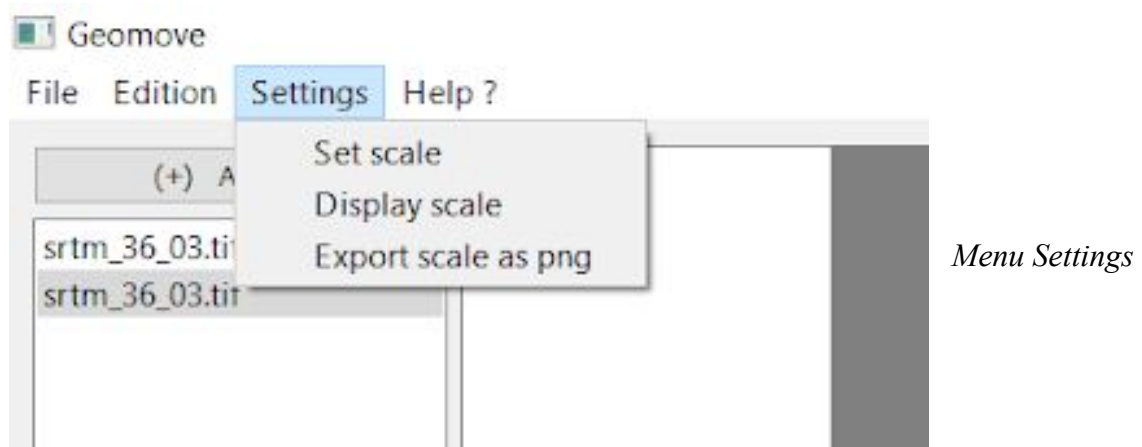 Geomove
File Edition Settings Help ?
Set scale
(+) A
Display scale
srtm_36_03.tif
Export scale as png
srtm_36_03.tif
Menu Settings